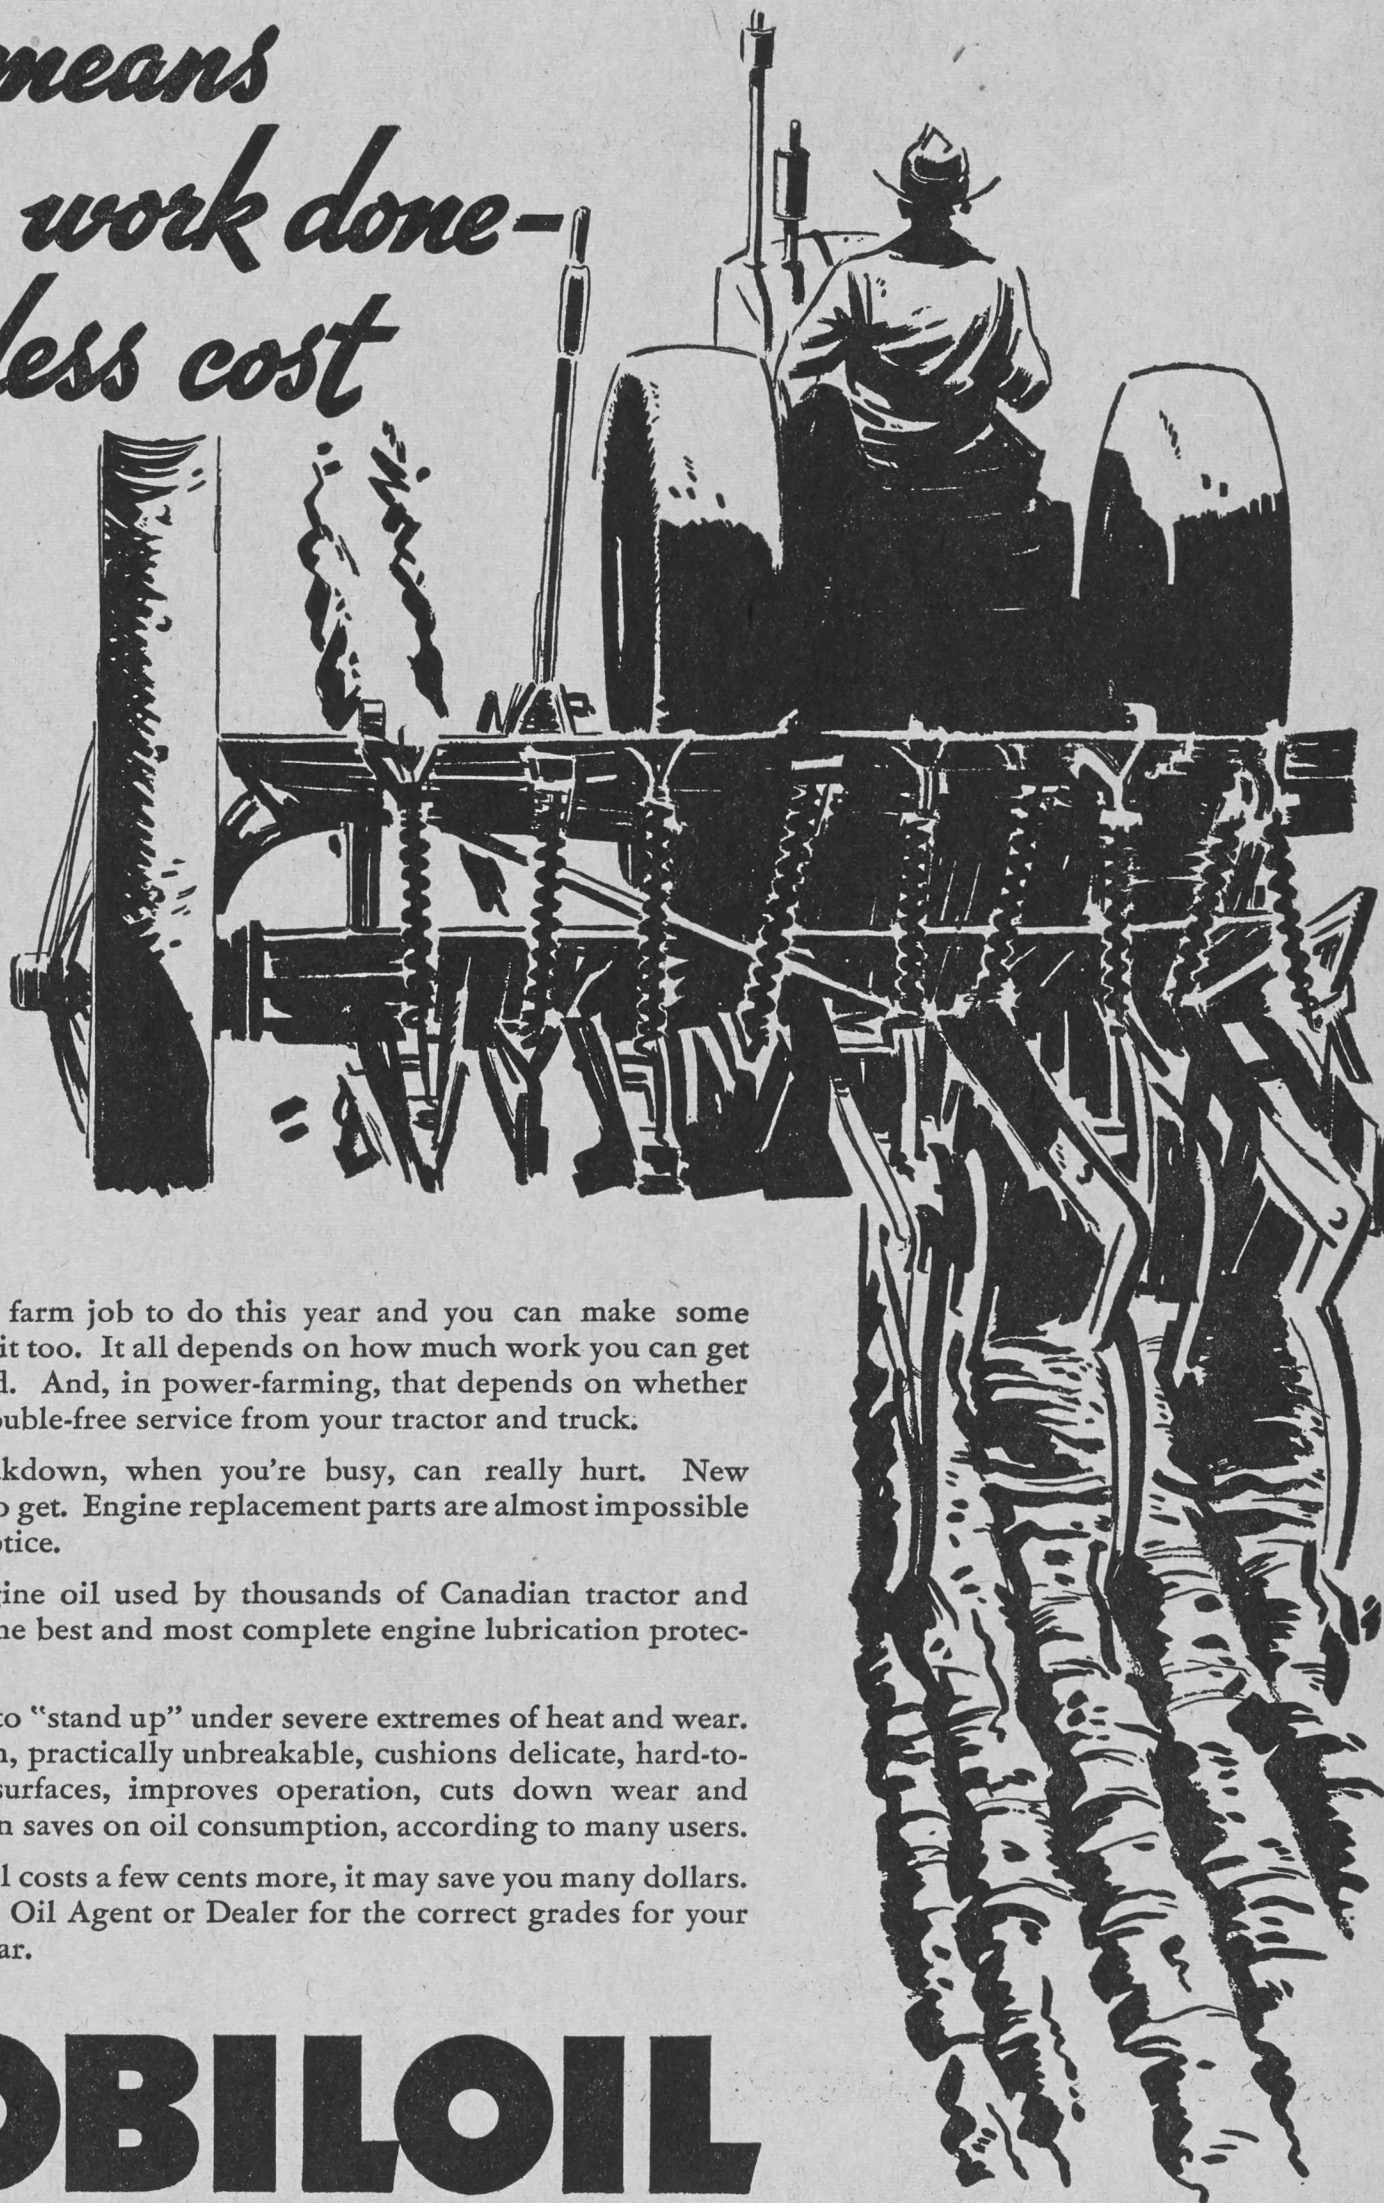 means
work done-
less cost
farm job to do this year and you can make some
it too. It all depends on how much work you can get
d. And, in power-farming, that depends on whether
ouble-free service from your tractor and truck.
kdown, when you're busy, can really hurt. New
o get. Engine replacement parts are almost impossible
otice.
gine oil used by thousands of Canadian tractor and
he best and most complete engine lubrication protec-
to "stand up" under severe extremes of heat and wear.
n, practically unbreakable, cushions delicate, hard-to-
surfaces, improves operation, cuts down wear and
n saves on oil consumption, according to many users.
l costs a few cents more, it may save you many dollars.
Oil Agent or Dealer for the correct grades for your
ar.
OBILOIL